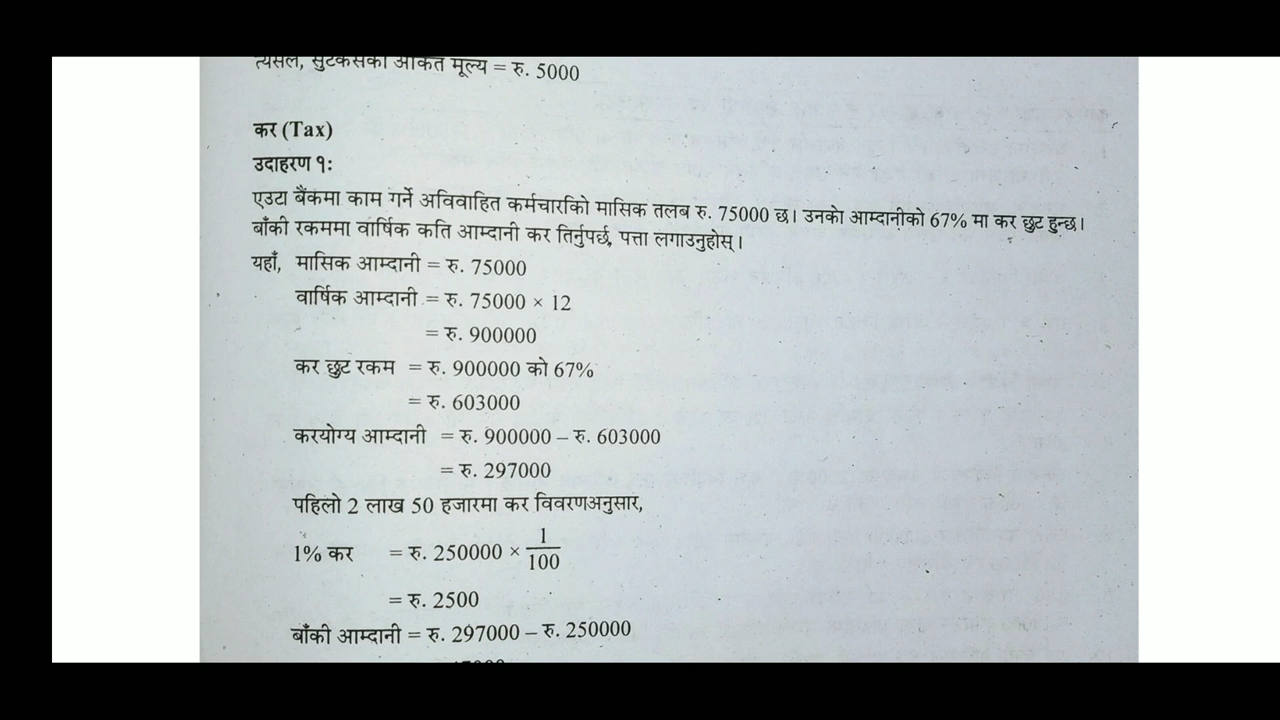 त्यसैले, सुटकेसको अंकित मूल्य = रु. 5000
कर (Tax)
उदाहरण १:
एउटा बैंकमा काम गर्ने अविवाहित कर्मचारीको मासिक तलब रु. 75000 छ। उनको आम्दानीको 67% मा कर छुट हुन्छ।
बाँकी रकममा वार्षिक कति आम्दानी कर तिर्नुपर्छ, पत्ता लगाउनुहोस्।
यहाँ, मासिक आम्दानी = रु. 75000
वार्षिक आम्दानी = रु. 75000 × 12
= रु. 900000
कर छुट रकम = रु. 900000 को 67%
= रु. 603000
करयोग्य आम्दानी = रु. 900000 – रु. 603000
= रु. 297000
पहिलो 2 लाख 50 हजारमा कर विवरणअनुसार,
1% कर = रु. 250000 × 1/100
= रु. 2500
बाँकी आम्दानी = रु. 297000 – रु. 250000